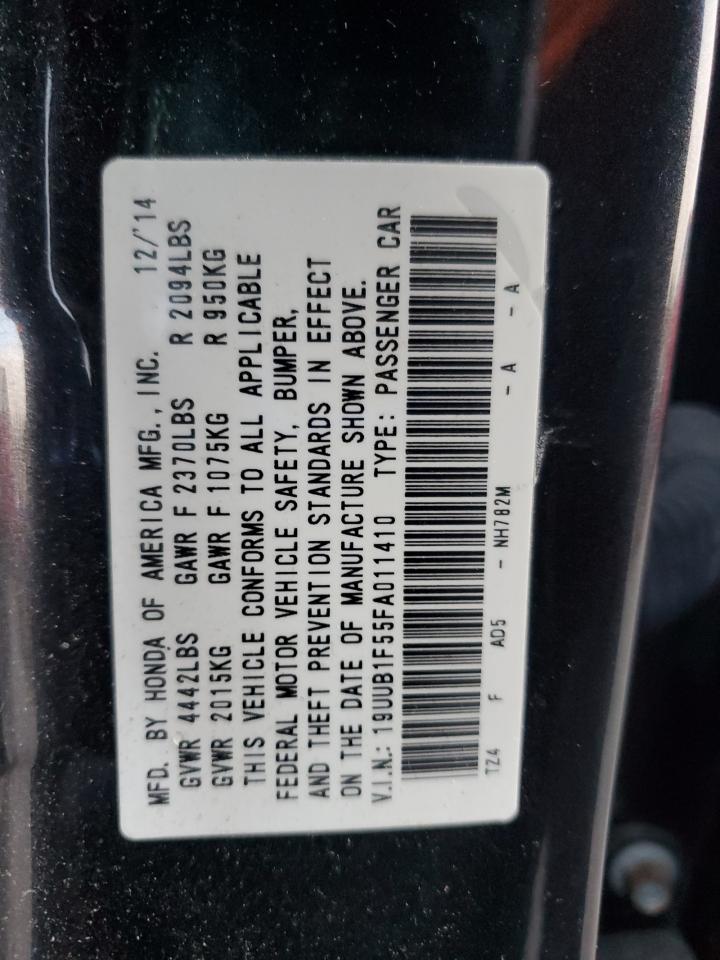 MFD. BY HONDA OF AMERICA MFG., INC. 12/'14
GVWR 4442LBS GAWR F 2370LBS R 2094LBS
GVWR 2015KG GAWR F 1075KG R 950KG
THIS VEHICLE CONFORMS TO ALL APPLICABLE
FEDERAL MOTOR VEHICLE SAFETY, BUMPER,
AND THEFT PREVENTION STANDARDS IN EFFECT
ON THE DATE OF MANUFACTURE SHOWN ABOVE.
V.I.N.: 19UUB1F55FA011410 TYPE: PASSENGER CAR
TZ4 F AD5 - NH782M - A - A